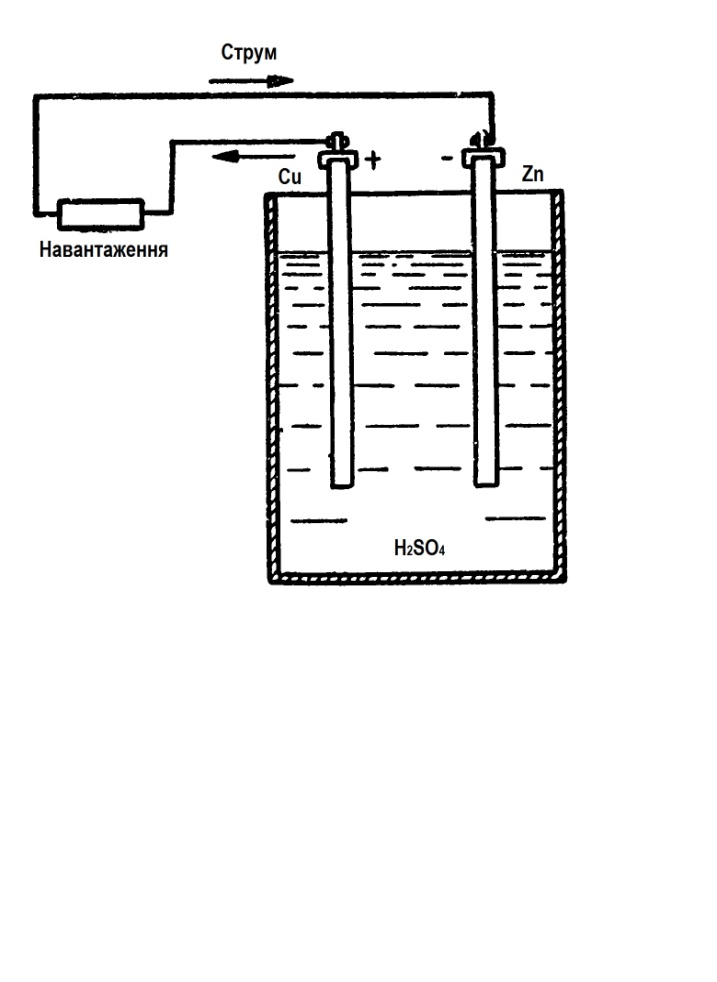 Струм
+
-
Cu
Zn
Навантаження
H₂SO₄